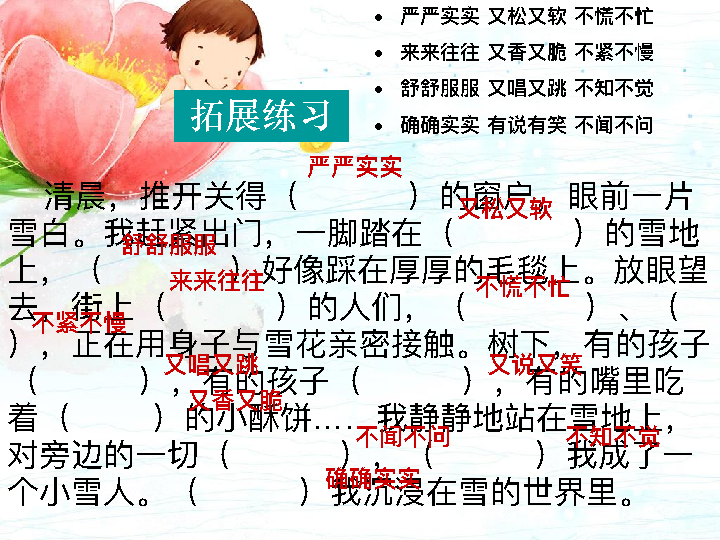 • 严严实实 又松又软 不慌不忙
• 来来往往 又香又脆 不紧不慢
• 舒舒服服 又唱又跳 不知不觉
• 确确实实 有说有笑 不闻不问
拓展练习
严严实实
清晨，推开关得（ ）的窗户，眼前一片
又松又软
雪白。我赶紧出门，一脚踏在（ ）的雪地
舒舒服服
上，（ ）好像踩在厚厚的毛毯上。放眼望
来来往往 不慌不忙
去，街上（ ）的人们，（ ）、（
不紧不慢
），正在用身子与雪花亲密接触。树下，有的孩子
又唱又跳 又说又笑
（ ），有的孩子（ ），有的嘴里吃
又香又脆
着（ ）的小酥饼……我静静地站在雪地上，
不闻不问 不知不觉
对旁边的一切（ ），（ ）我成了一
确确实实
个小雪人。（ ）我沉浸在雪的世界里。